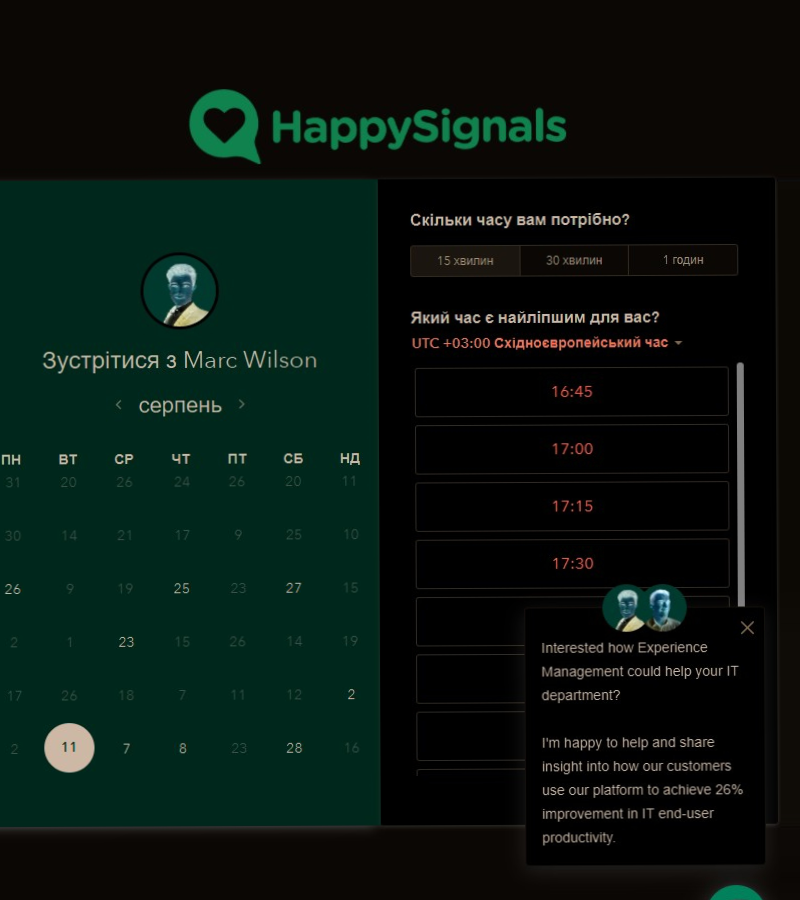 HappySignals
Зустрітися з Marc Wilson
серпень
ПН ВТ СР ЧТ ПТ СБ НД
31 20 26 24 26 20 11
30 14 21 17 9 25 10
26 9 19 25 23 27 15
2 1 23 15 26 14 19
17 26 18 7 11 12 2
2 11 7 8 23 28 16
Скільки часу вам потрібно?
15 хвилин 30 хвилин 1 годин
Який час є найліпшим для вас?
UTC +03:00 Східноєвропейський час
16:45
17:00
17:15
17:30
Interested how Experience
Management could help your IT
department?
I'm happy to help and share
insight into how our customers
use our platform to achieve 26%
improvement in IT end-user
productivity.